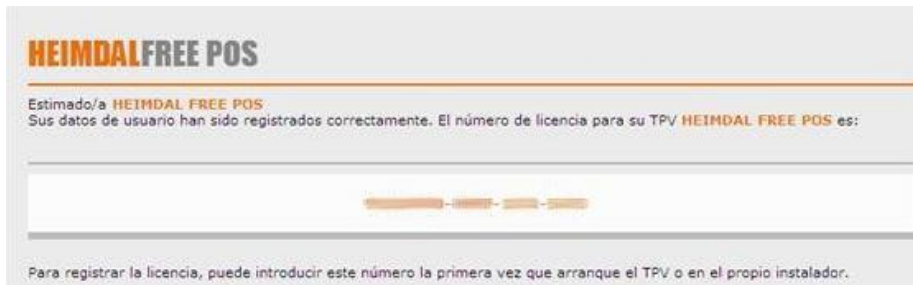 HEIMDALFREE POS
Estimado/a HEIMDAL FREE POS
Sus datos de usuario han sido registrados correctamente. El número de licencia para su TPV HEIMDAL FREE POS es:
Para registrar la licencia, puede introducir este número la primera vez que arranque el TPV o en el propio instalador.